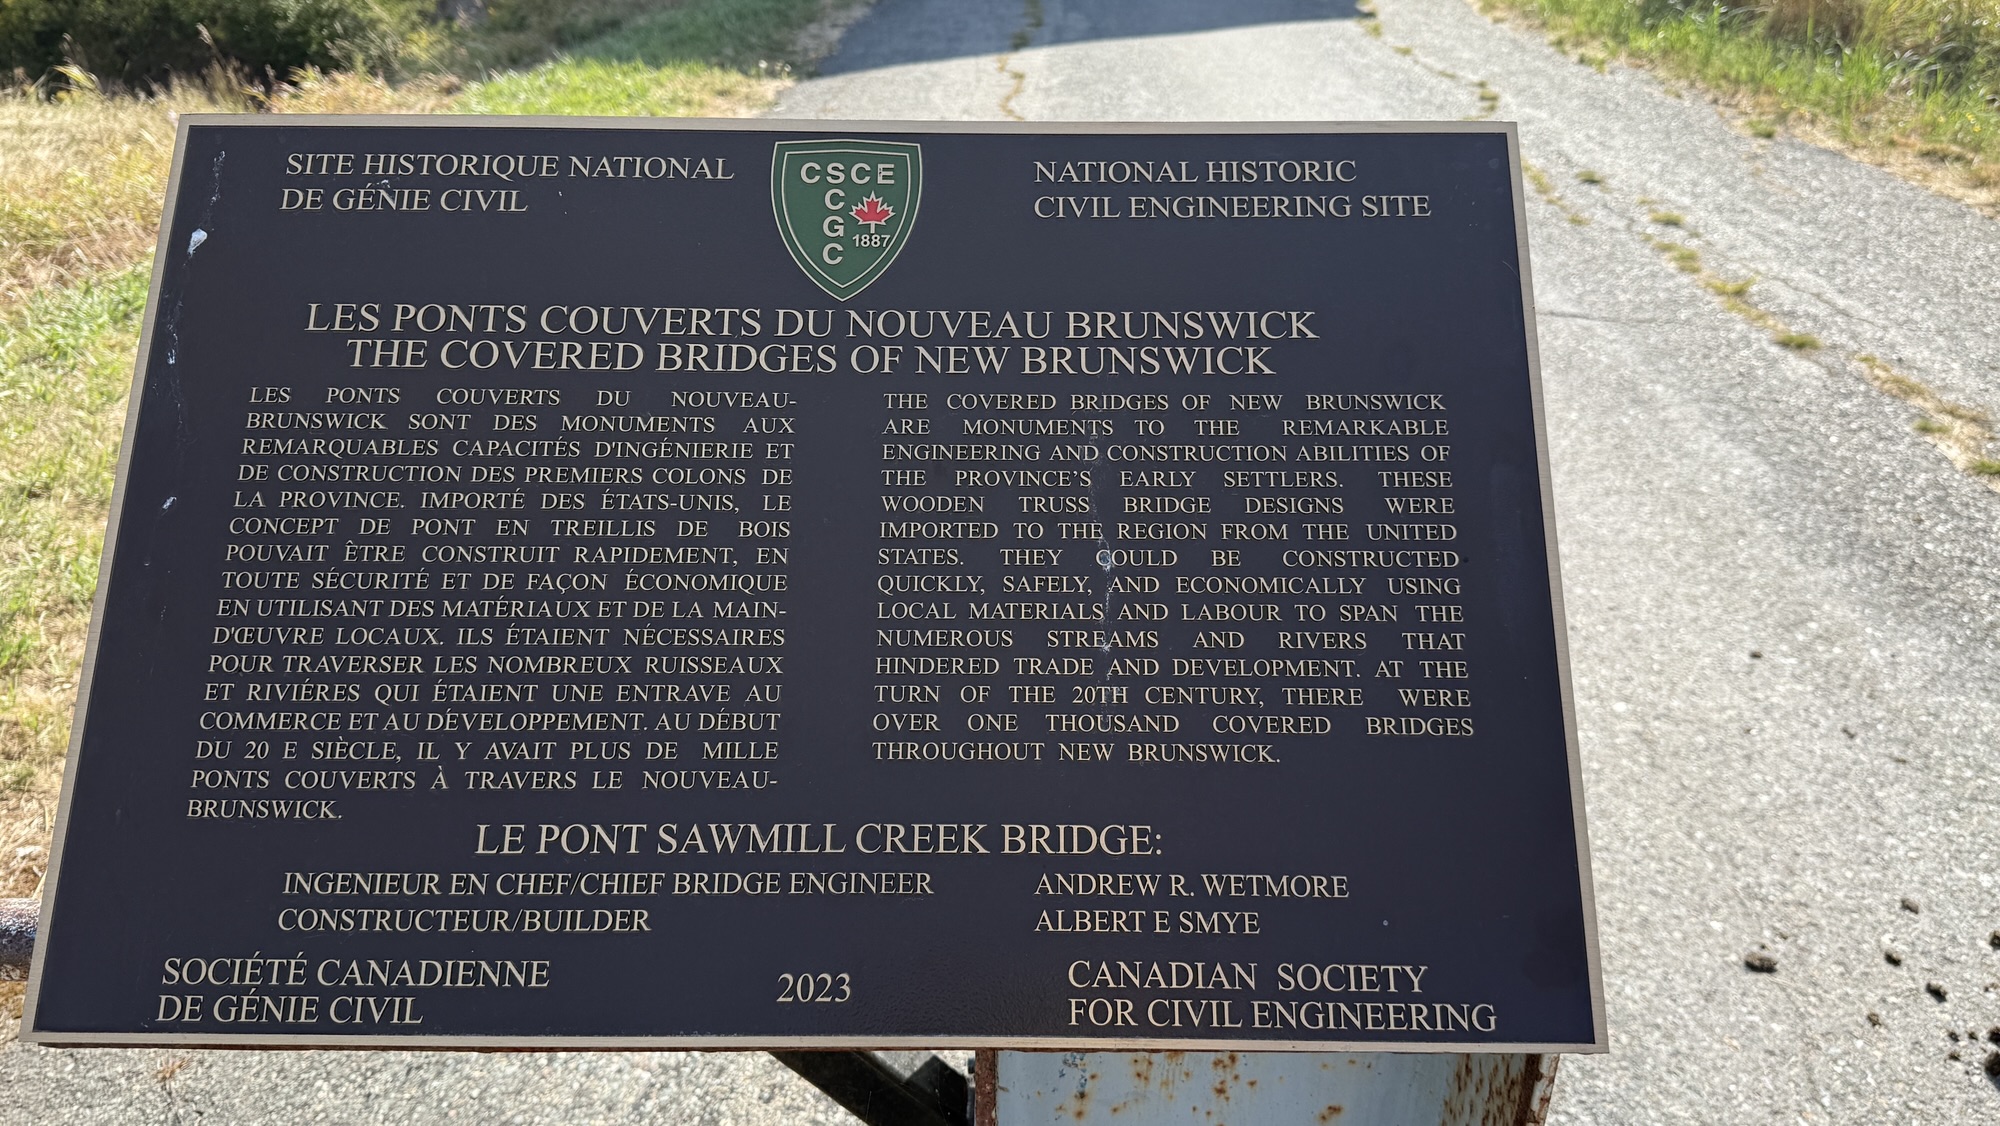 SITE HISTORIQUE NATIONAL
DE GÉNIE CIVIL
CSCE
C
G
C
1887
NATIONAL HISTORIC
CIVIL ENGINEERING SITE
LES PONTS COUVERTS DU NOUVEAU BRUNSWICK
THE COVERED BRIDGES OF NEW BRUNSWICK
LES PONTS COUVERTS DU NOUVEAU-
BRUNSWICK SONT DES MONUMENTS AUX
REMARQUABLES CAPACITÉS D'INGÉNIERIE ET
DE CONSTRUCTION DES PREMIERS COLONS DE
LA PROVINCE. IMPORTÉ DES ÉTATS-UNIS, LE
CONCEPT DE PONT EN TREILLIS DE BOIS
POUVAIT ÊTRE CONSTRUIT RAPIDEMENT, EN
TOUTE SÉCURITÉ ET DE FAÇON ÉCONOMIQUE
EN UTILISANT DES MATÉRIAUX ET DE LA MAIN-
D'ŒUVRE LOCAUX. ILS ÉTAIENT NÉCESSAIRES
POUR TRAVERSER LES NOMBREUX RUISSEAUX
ET RIVIÉRES QUI ÉTAIENT UNE ENTRAVE AU
COMMERCE ET AU DÉVELOPPEMENT. AU DÉBUT
DU 20 E SIÈCLE, IL Y AVAIT PLUS DE MILLE
PONTS COUVERTS À TRAVERS LE NOUVEAU-
BRUNSWICK.
THE COVERED BRIDGES OF NEW BRUNSWICK
ARE MONUMENTS TO THE REMARKABLE
ENGINEERING AND CONSTRUCTION ABILITIES OF
THE PROVINCE'S EARLY SETTLERS. THESE
WOODEN TRUSS BRIDGE DESIGNS WERE
IMPORTED TO THE REGION FROM THE UNITED
STATES. THEY COULD BE CONSTRUCTED
QUICKLY, SAFELY, AND ECONOMICALLY USING
LOCAL MATERIALS AND LABOUR TO SPAN THE
NUMEROUS STREAMS AND RIVERS THAT
HINDERED TRADE AND DEVELOPMENT. AT THE
TURN OF THE 20TH CENTURY, THERE WERE
OVER ONE THOUSAND COVERED BRIDGES
THROUGHOUT NEW BRUNSWICK.
LE PONT SAWMILL CREEK BRIDGE:
INGENIEUR EN CHEF/CHIEF BRIDGE ENGINEER ANDREW R. WETMORE
CONSTRUCTEUR/BUILDER ALBERT E SMYE
SOCIÉTÉ CANADIENNE
DE GÉNIE CIVIL
2023
CANADIAN SOCIETY
FOR CIVIL ENGINEERING